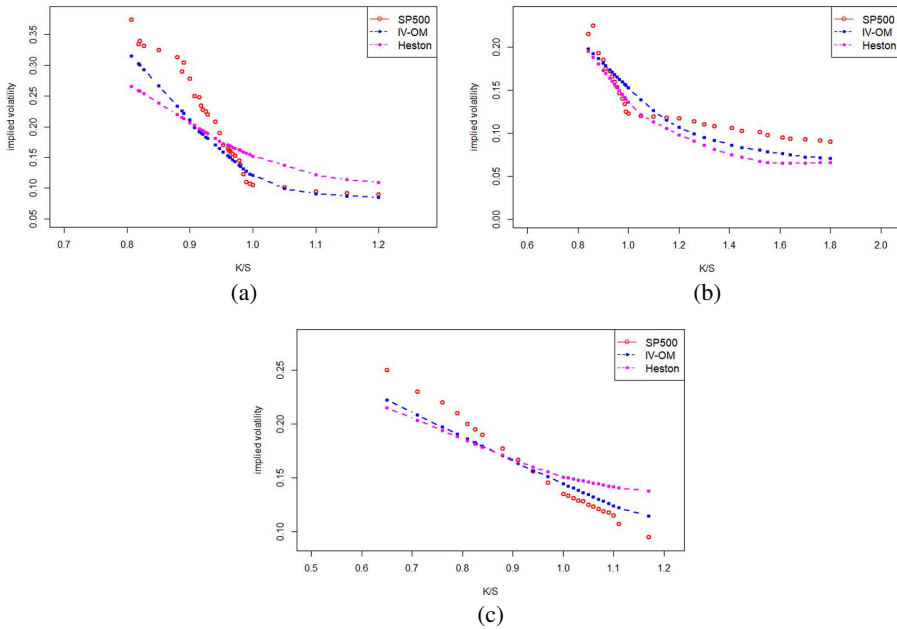 SP500
IV-OM
Heston
implied volatility
0.35
0.30
0.25
0.20
0.15
0.10
0.05
0.7 0.8 0.9 1.0 1.1 1.2
K/S
(a)
SP500
IV-OM
Heston
implied volatility
0.20
0.15
0.10
0.05
0.00
0.6 0.8 1.0 1.2 1.4 1.6 1.8 2.0
K/S
(b)
SP500
IV-OM
Heston
implied volatility
0.25
0.20
0.15
0.10
0.5 0.6 0.7 0.8 0.9 1.0 1.1 1.2
K/S
(c)